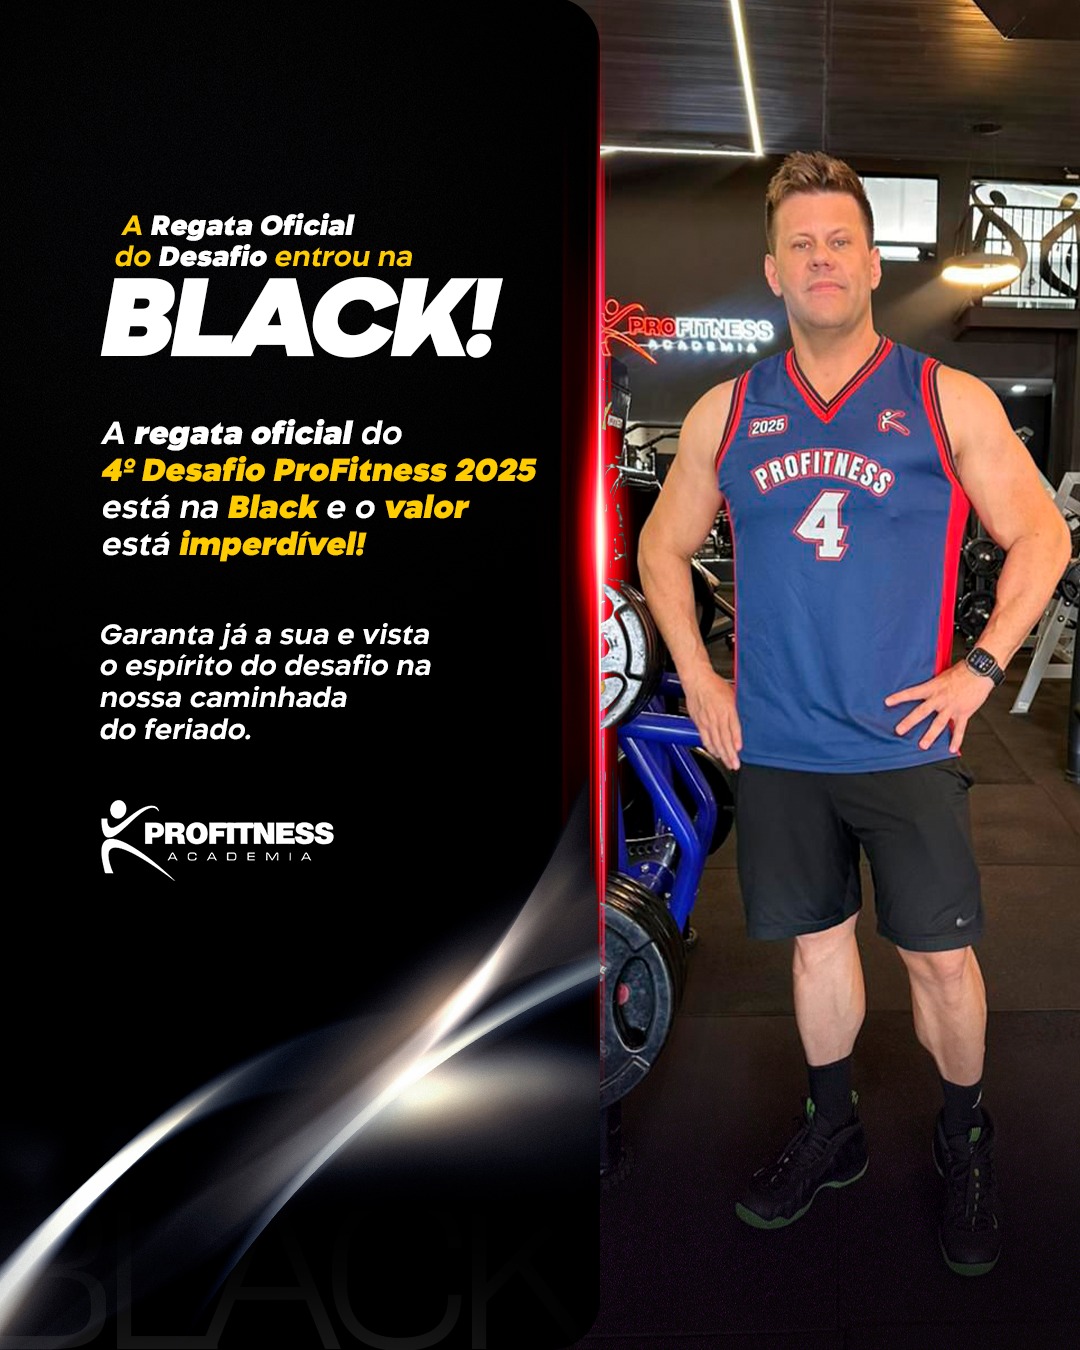 A Regata Oficial
do Desafio entrou na
BLACK!
A regata oficial do
4º Desafio ProFitness 2025
está na Black e o valor
está imperdível!
Garanta já a sua e vista
o espírito do desafio na
nossa caminhada
do feriado.
PROFITNESS
ACADEMIA
BLACK
PROFITNESS
ACADEMIA
2025
PROFITNESS
4